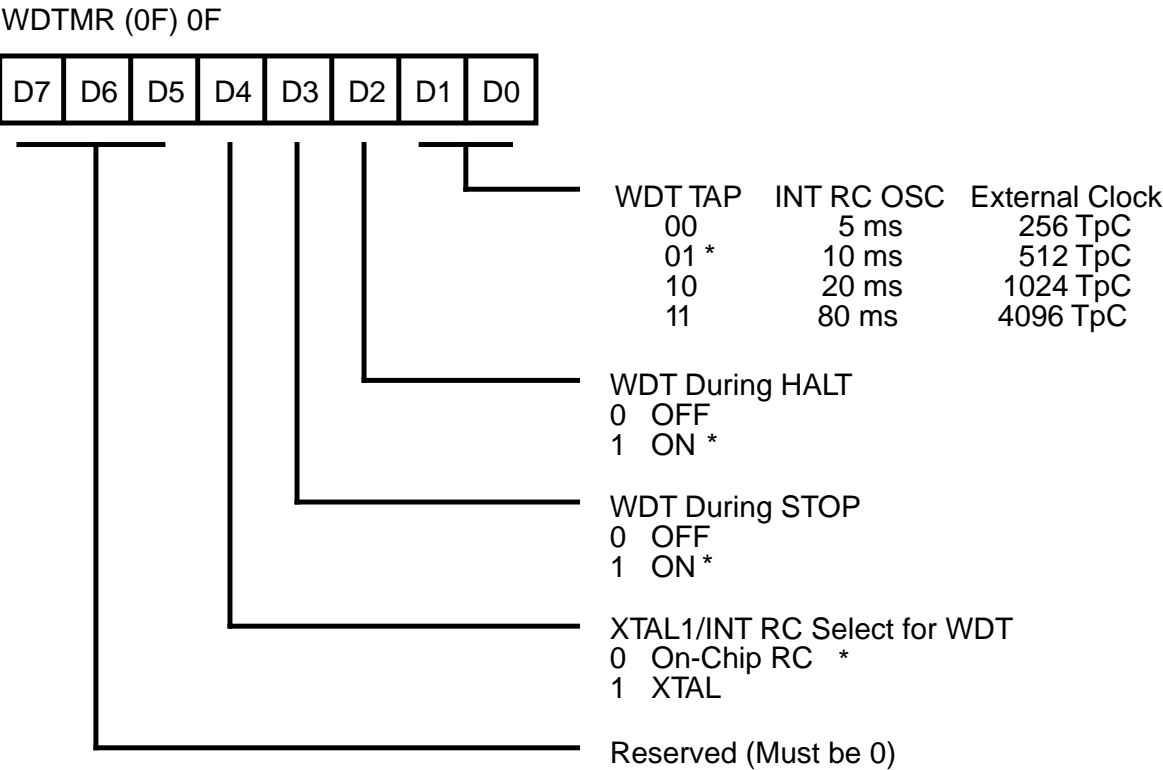 WDTMR (0F) 0F
D7 D6 D5 D4 D3 D2 D1 D0
WDT TAP INT RC OSC External Clock
00 5 ms 256 TpC
01 * 10 ms 512 TpC
10 20 ms 1024 TpC
11 80 ms 4096 TpC
WDT During HALT
0 OFF
1 ON *
WDT During STOP
0 OFF
1 ON *
XTAL1/INT RC Select for WDT
0 On-Chip RC *
1 XTAL
Reserved (Must be 0)